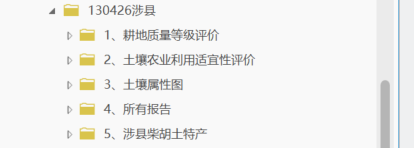 130426涉县
1、耕地质量等级评价
2、土壤农业利用适宜性评价
3、土壤属性图
4、所有报告
5、涉县柴胡土特产